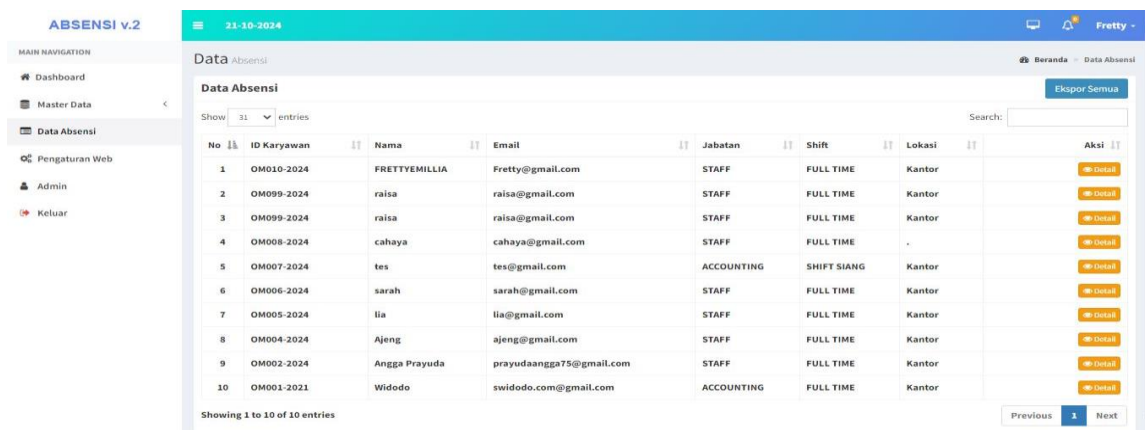 ABSENSI v.2
21-10-2024
Fretty
MAIN NAVIGATION
Dashboard
Master Data
Data Absensi
Pengaturan Web
Admin
Keluar
Data Absensi
Beranda > Data Absensi
Data Absensi
Ekspor Semua
Show 31 entries
Search:
No ID Karyawan Nama Email Jabatan Shift Lokasi Aksi
1 OM010-2024 FRETTYEMILLIA Fretty@gmail.com STAFF FULL TIME Kantor Detail
2 OM099-2024 raisa raisa@gmail.com STAFF FULL TIME Kantor Detail
3 OM099-2024 raisa raisa@gmail.com STAFF FULL TIME Kantor Detail
4 OM008-2024 cahaya cahaya@gmail.com STAFF FULL TIME . Detail
5 OM007-2024 tes tes@gmail.com ACCOUNTING SHIFT SIANG Kantor Detail
6 OM006-2024 sarah sarah@gmail.com STAFF FULL TIME Kantor Detail
7 OM005-2024 lia lia@gmail.com STAFF FULL TIME Kantor Detail
8 OM004-2024 Ajeng ajeng@gmail.com STAFF FULL TIME Kantor Detail
9 OM002-2024 Angga Prayuda prayudaangga75@gmail.com STAFF FULL TIME Kantor Detail
10 OM001-2021 Widodo swidodo.com@gmail.com ACCOUNTING FULL TIME Kantor Detail
Showing 1 to 10 of 10 entries
Previous 1 Next